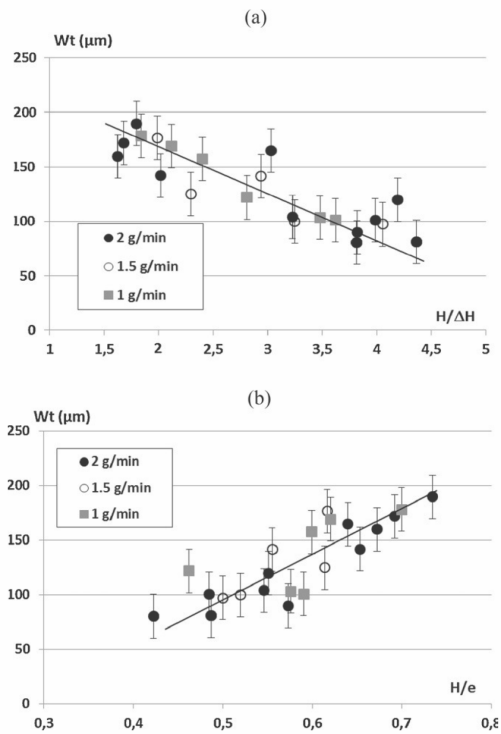 (a)
Wt (µm)
250
200
150
100
50
0
2 g/min
1.5 g/min
1 g/min
1 1,5 2 2,5 3 3,5 4 4,5 5
H/ΔH
(b)
Wt (µm)
250
200
150
100
50
0
2 g/min
1.5 g/min
1 g/min
H/e
0,3 0,4 0,5 0,6 0,7 0,8